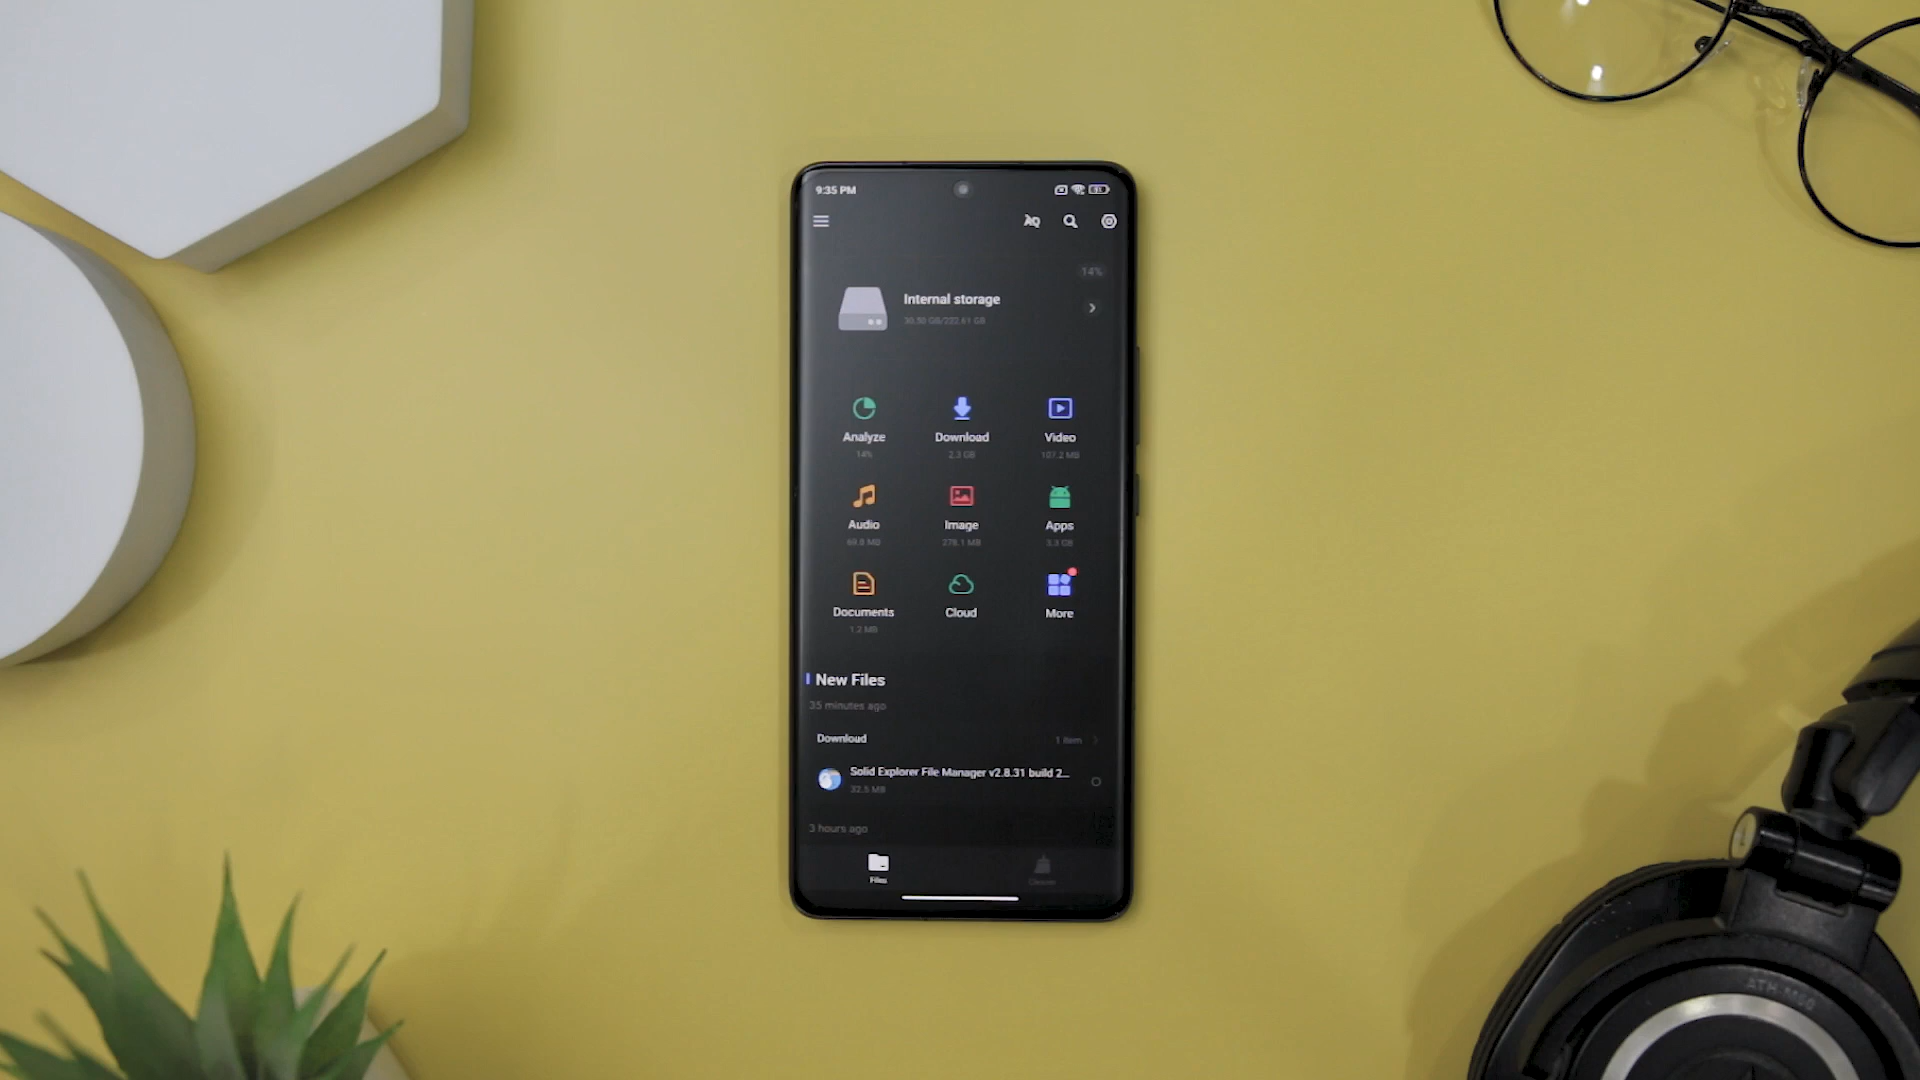 9:35 PM
91
14%
Internal storage
30.50 GB/222.61 GB
Analyze
Download
Video
14%
2.3 GB
107.2 MB
Audio
Image
Apps
69.8 MB
278.1 MB
3.3 GB
Documents
Cloud
More
1.2 MB
New Files
35 minutes ago
Download
1 item
Solid Explorer File Manager v2.8.31 build 2...
32.5 MB
3 hours ago
Files
Cleaner